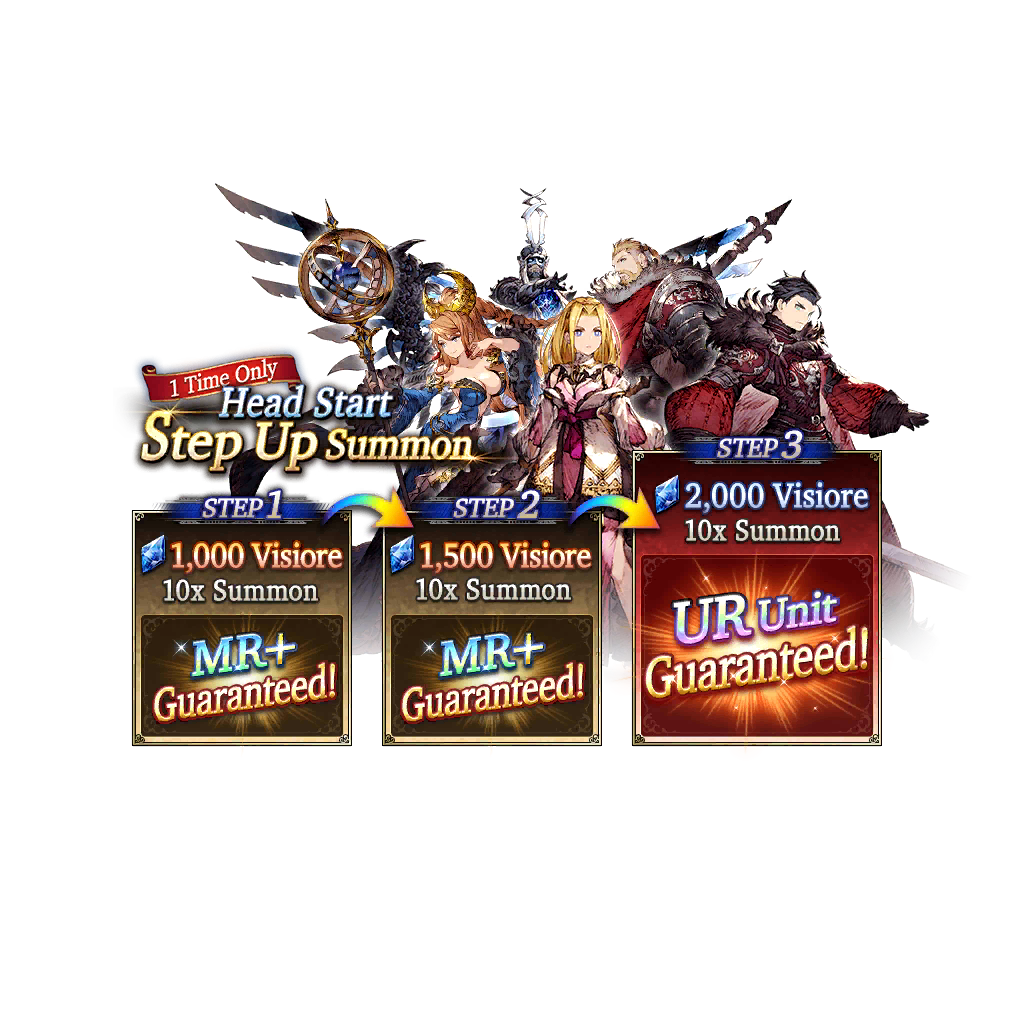 1 Time Only
Head Start
Step Up Summon
STEP 1
1,000 Visiore
10x Summon
MR+
Guaranteed!
STEP 2
1,500 Visiore
10x Summon
MR+
Guaranteed!
STEP 3
2,000 Visiore
10x Summon
UR Unit
Guaranteed!